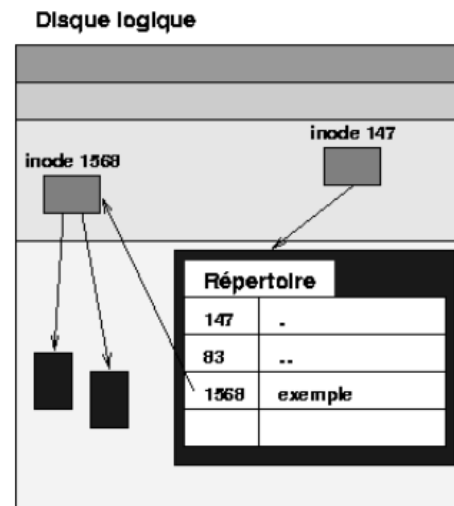 Disque logique
inode 147
inode 1568
Répertoire
147 .
83 ..
1568 exemple